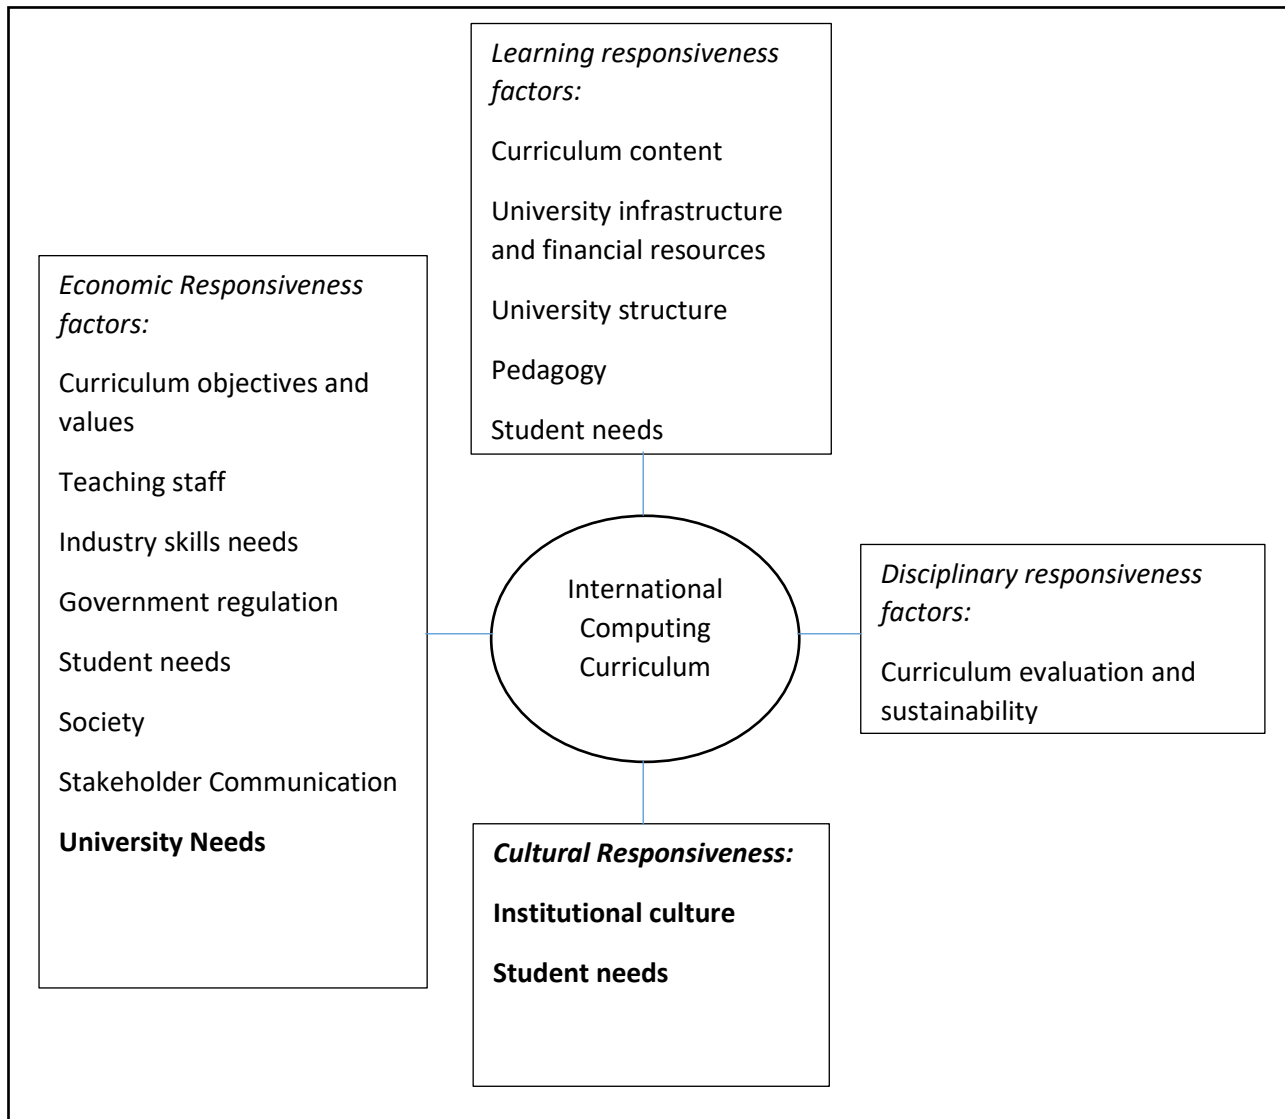 Learning responsiveness
factors:
Curriculum content
University infrastructure
and financial resources
University structure
Pedagogy
Student needs
Economic Responsiveness
factors:
Curriculum objectives and
values
Teaching staff
Industry skills needs
Government regulation
Student needs
Society
Stakeholder Communication
University Needs
International
Computing
Curriculum
Disciplinary responsiveness
factors:
Curriculum evaluation and
sustainability
Cultural Responsiveness:
Institutional culture
Student needs